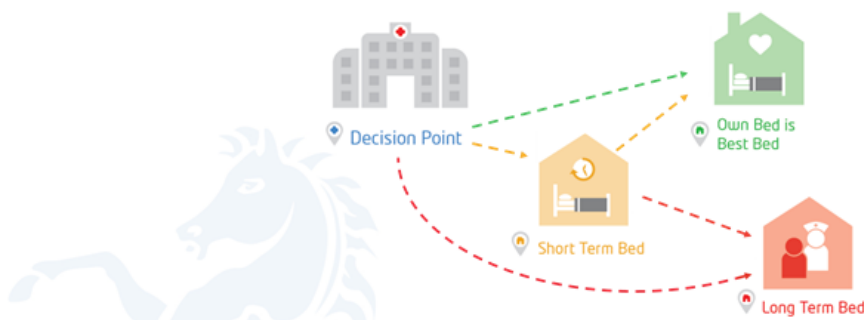 Decision Point
Own Bed is
Best Bed
Short Term Bed
Long Term Bed